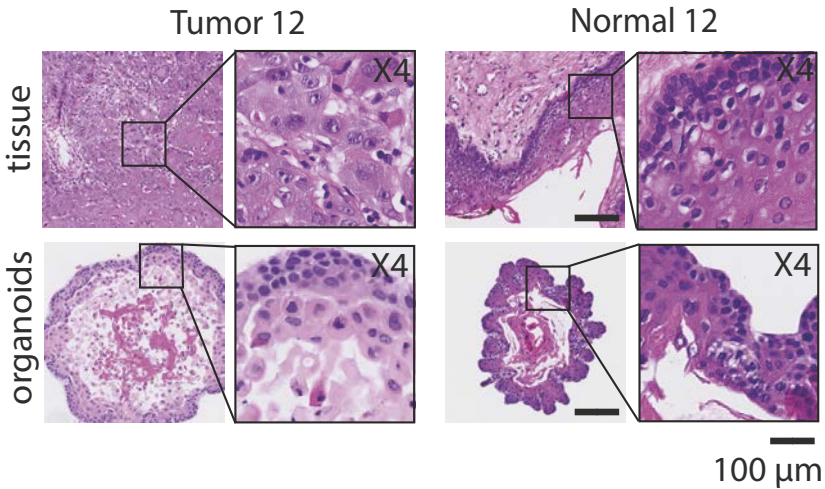 Tumor 12
Normal 12
tissue
X4
X4
organoids
X4
X4
100 µm